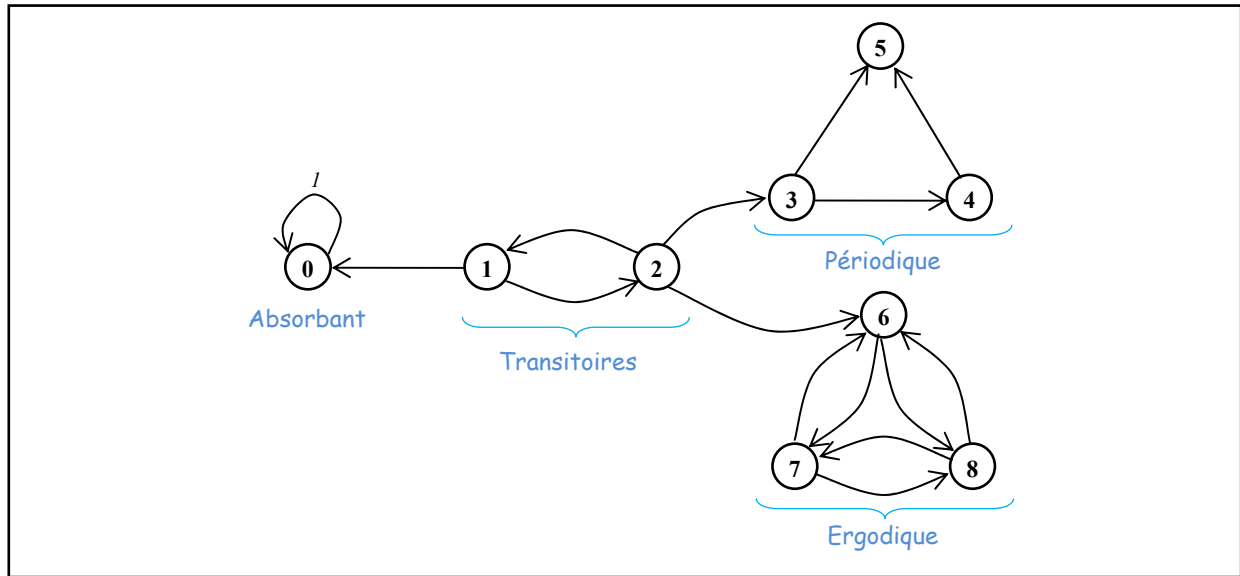 5
1
3
4
Périodique
0
1
2
Absorbant
6
Transitoires
7
8
Ergodique